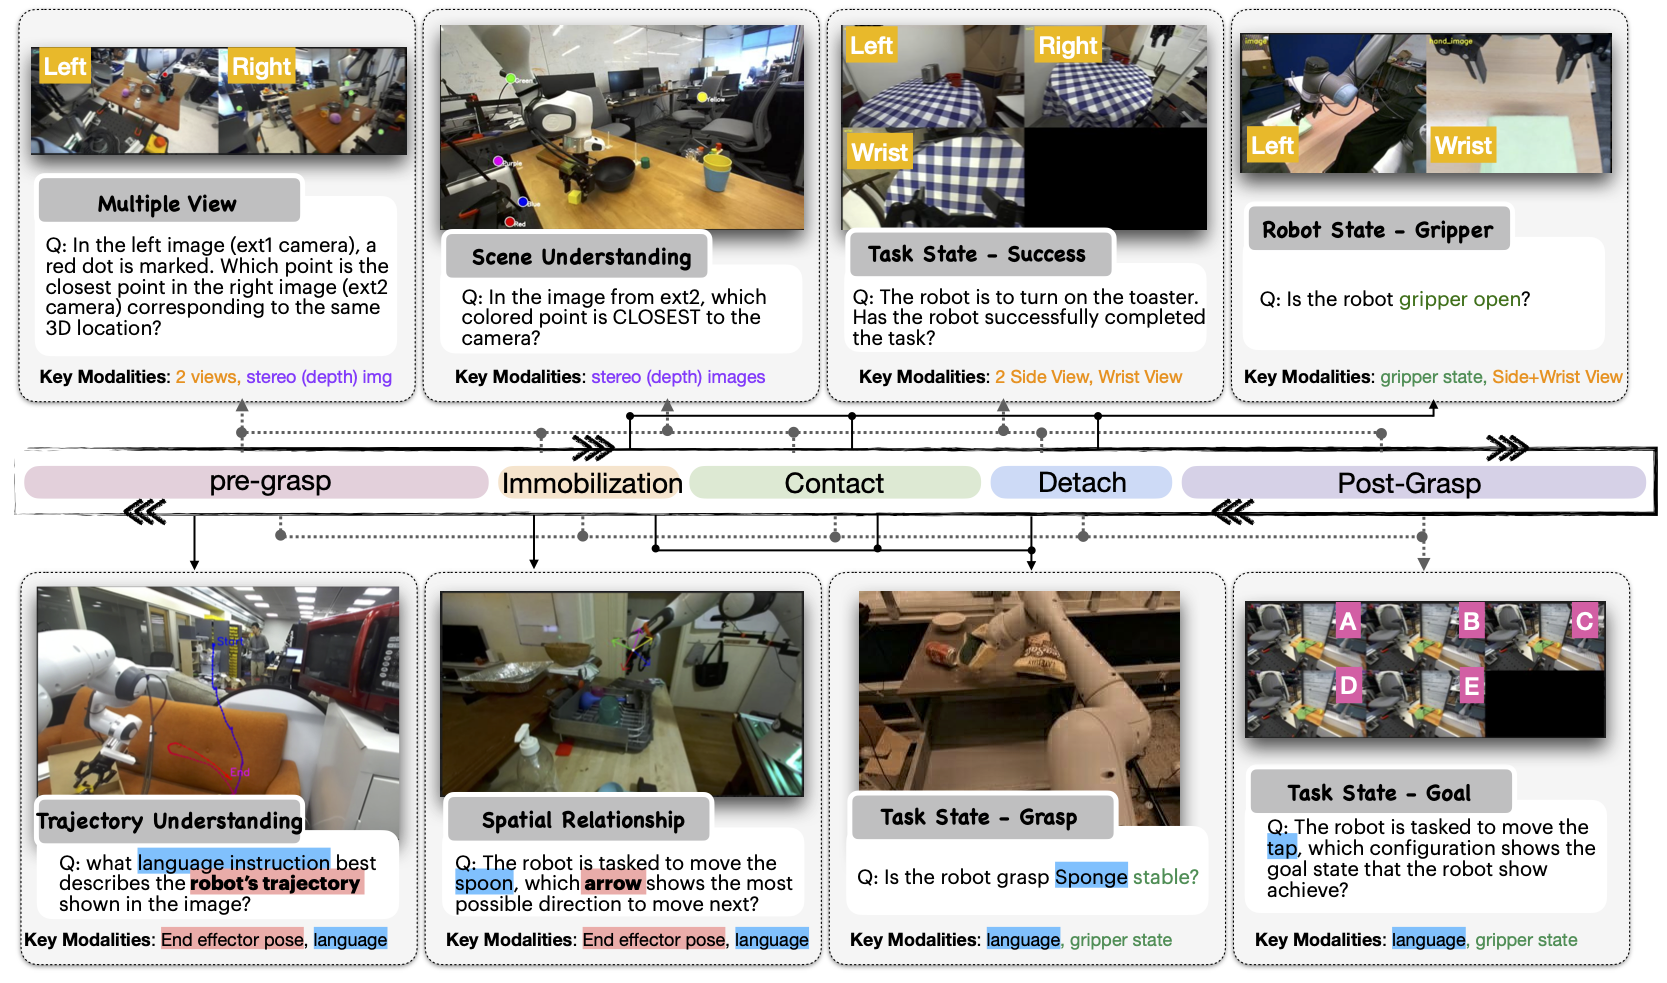 Left
Right
Multiple View
Q: In the left image (ext1 camera), a
red dot is marked. Which point is the
closest point in the right image (ext2
camera) corresponding to the same
3D location?
Key Modalities: 2 views, stereo (depth) img
Green
Yellow
Purple
Blue
Red
Scene Understanding
Q: In the image from ext2, which
colored point is CLOSEST to the
camera?
Key Modalities: stereo (depth) images
Left
Right
Wrist
Task State - Success
Q: The robot is to turn on the toaster.
Has the robot successfully completed
the task?
Key Modalities: 2 Side View, Wrist View
image
hand_image
Left
Wrist
Robot State - Gripper
Q: Is the robot gripper open?
Key Modalities: gripper state, Side+Wrist View
pre-grasp
Immobilization
Contact
Detach
Post-Grasp
Start
End
Trajectory Understanding
Q: what language instruction best
describes the robot's trajectory
shown in the image?
Key Modalities: End effector pose, language
Spatial Relationship
Q: The robot is tasked to move the
spoon, which arrow shows the most
possible direction to move next?
Key Modalities: End effector pose, language
Task State - Grasp
Q: Is the robot grasp Sponge stable?
Key Modalities: language, gripper state
A
B
C
D
E
Task State - Goal
Q: The robot is tasked to move the
tap, which configuration shows the
goal state that the robot show
achieve?
Key Modalities: language, gripper state